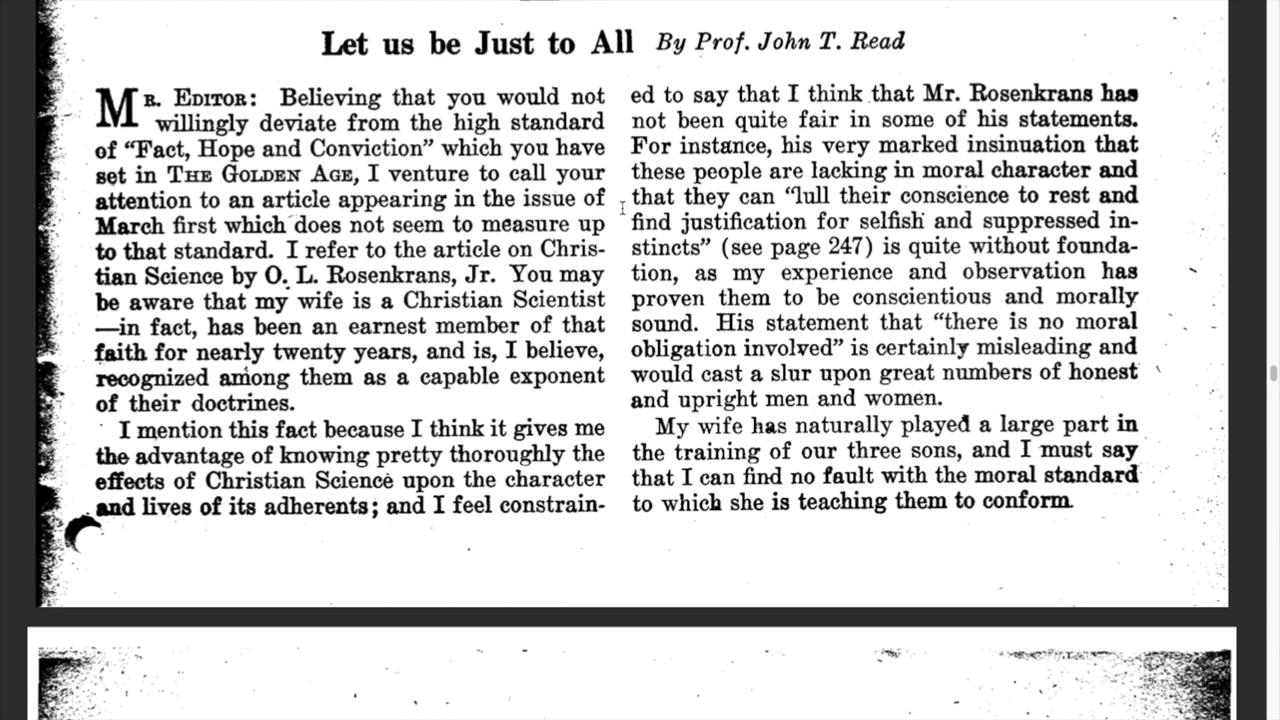 Let us be Just to All By Prof. John T. Read
MR. EDITOR: Believing that you would not
willingly deviate from the high standard
of “Fact, Hope and Conviction” which you have
set in THE GOLDEN AGE, I venture to call your
attention to an article appearing in the issue of
March first which does not seem to measure up
to that standard. I refer to the article on Chris-
tian Science by O. L. Rosenkrans, Jr. You may
be aware that my wife is a Christian Scientist
—in fact, has been an earnest member of that
faith for nearly twenty years, and is, I believe,
recognized among them as a capable exponent
of their doctrines.
I mention this fact because I think it gives me
the advantage of knowing pretty thoroughly the
effects of Christian Science upon the character
and lives of its adherents; and I feel constrain-
ed to say that I think that Mr. Rosenkrans has
not been quite fair in some of his statements.
For instance, his very marked insinuation that
these people are lacking in moral character and
that they can “lull their conscience to rest and
find justification for selfish and suppressed in-
stincts” (see page 247) is quite without founda-
tion, as my experience and observation has
proven them to be conscientious and morally
sound. His statement that “there is no moral
obligation involved” is certainly misleading and
would cast a slur upon great numbers of honest
and upright men and women.
My wife has naturally played a large part in
the training of our three sons, and I must say
that I can find no fault with the moral standard
to which she is teaching them to conform.